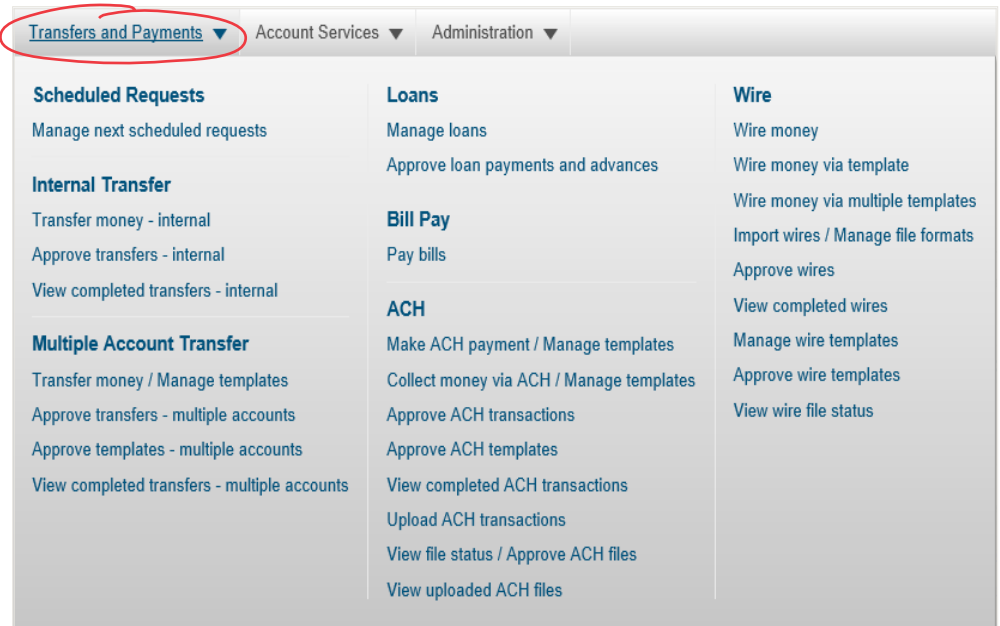 Transfers and Payments ▼ Account Services ▼ Administration ▼
Scheduled Requests
Manage next scheduled requests
Internal Transfer
Transfer money - internal
Approve transfers - internal
View completed transfers - internal
Multiple Account Transfer
Transfer money / Manage templates
Approve transfers - multiple accounts
Approve templates - multiple accounts
View completed transfers - multiple accounts
Loans
Manage loans
Approve loan payments and advances
Bill Pay
Pay bills
ACH
Make ACH payment / Manage templates
Collect money via ACH / Manage templates
Approve ACH transactions
Approve ACH templates
View completed ACH transactions
Upload ACH transactions
View file status / Approve ACH files
View uploaded ACH files
Wire
Wire money
Wire money via template
Wire money via multiple templates
Import wires / Manage file formats
Approve wires
View completed wires
Manage wire templates
Approve wire templates
View wire file status